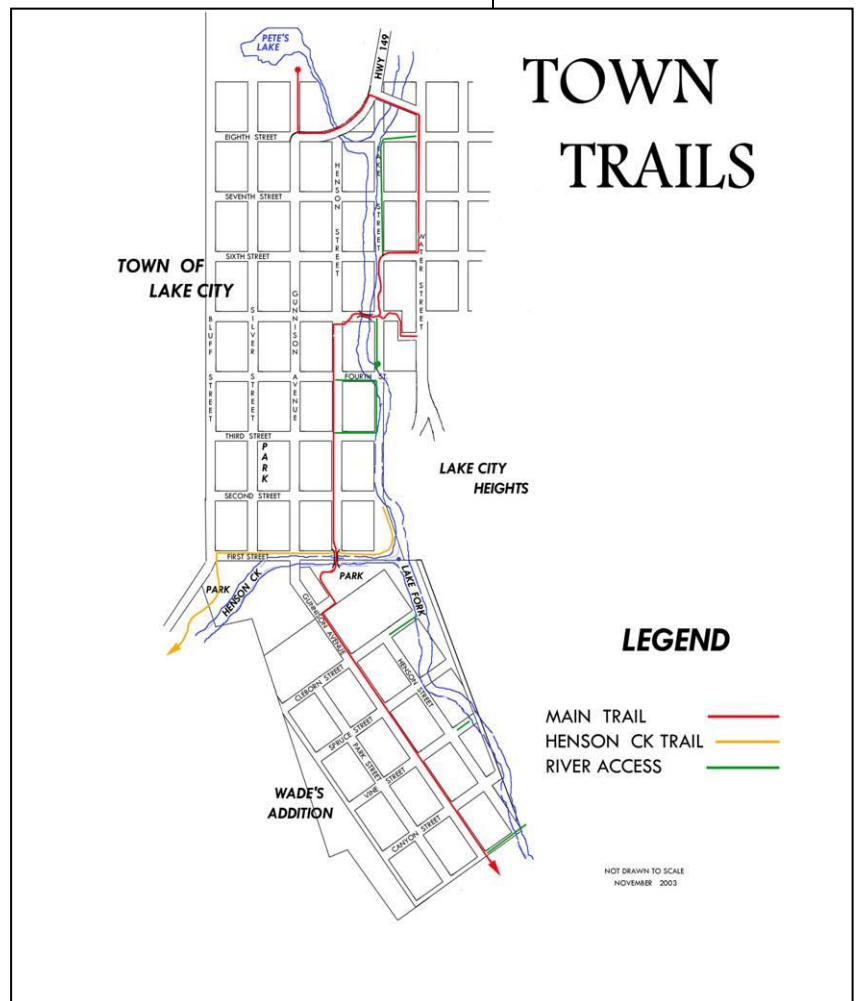 TOWN
TRAILS
PETE'S
LAKE
HWY 149
EIGHTH STREET
HENSON STREET
LAKE STREET
SEVENTH STREET
WATER STREET
SIXTH STREET
TOWN OF
LAKE CITY
BLUFF STREET
SILVER STREET
GUNNISON AVENUE
FOURTH ST.
THIRD STREET
PARK
LAKE CITY
HEIGHTS
SECOND STREET
FIRST STREET
PARK
HENSON CK
PARK
LAKE FORK
GUNNISON AVENUE
HENSON STREET
CLEBORN STREET
SPRUCE STREET
PARK STREET
VINE STREET
CANYON STREET
WADE'S
ADDITION
LEGEND
MAIN TRAIL
HENSON CK TRAIL
RIVER ACCESS
NOT DRAWN TO SCALE
NOVEMBER 2003